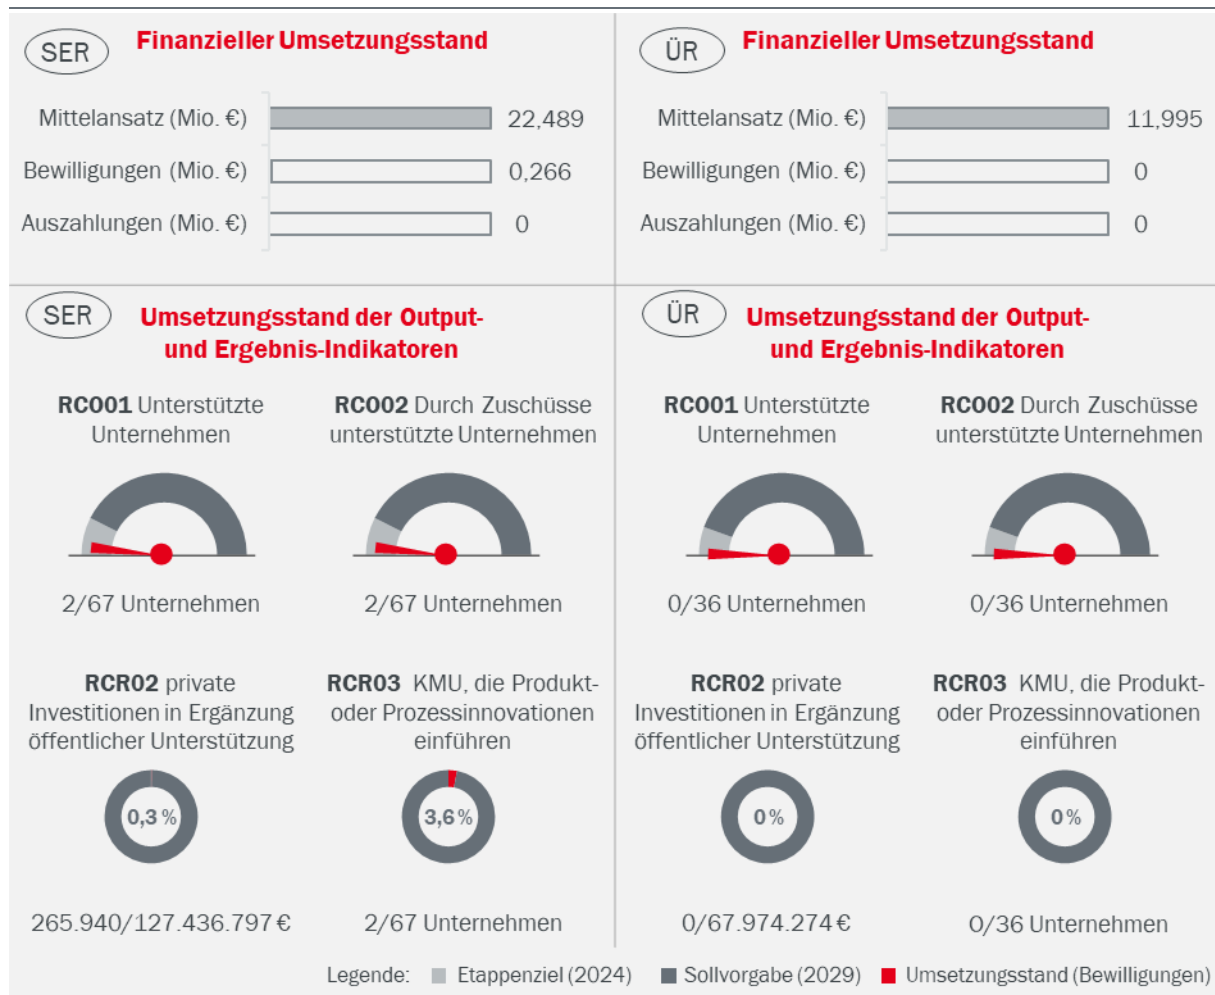 SER
Finanzieller Umsetzungsstand
Mittelansatz (Mio. €)
22,489
Bewilligungen (Mio. €)
0,266
Auszahlungen (Mio. €)
0
ÜR
Finanzieller Umsetzungsstand
Mittelansatz (Mio. €)
11,995
Bewilligungen (Mio. €)
0
Auszahlungen (Mio. €)
0
SER
Umsetzungsstand der Output-
und Ergebnis-Indikatoren
RCO01 Unterstützte
Unternehmen
2/67 Unternehmen
RCO02 Durch Zuschüsse
unterstützte Unternehmen
2/67 Unternehmen
RCR02 private
Investitionen in Ergänzung
öffentlicher Unterstützung
0,3 %
265.940/127.436.797 €
RCR03 KMU, die Produkt-
oder Prozessinnovationen
einführen
3,6 %
2/67 Unternehmen
ÜR
Umsetzungsstand der Output-
und Ergebnis-Indikatoren
RCO01 Unterstützte
Unternehmen
0/36 Unternehmen
RCO02 Durch Zuschüsse
unterstützte Unternehmen
0/36 Unternehmen
RCR02 private
Investitionen in Ergänzung
öffentlicher Unterstützung
0 %
0/67.974.274 €
RCR03 KMU, die Produkt-
oder Prozessinnovationen
einführen
0 %
0/36 Unternehmen
Legende: Etappenziel (2024) Sollvorgabe (2029) Umsetzungsstand (Bewilligungen)